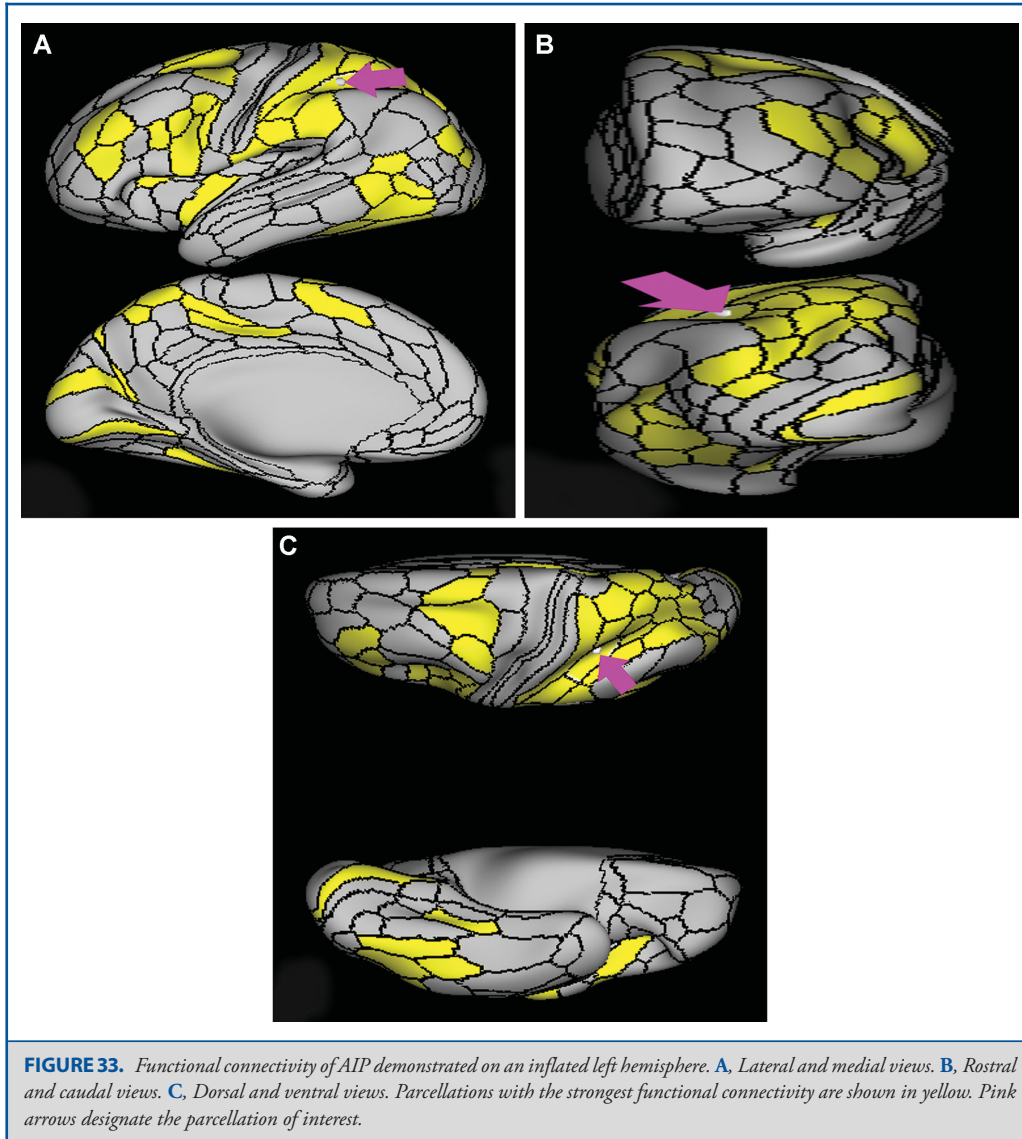 A
B
C
FIGURE 33. Functional connectivity of AIP demonstrated on an inflated left hemisphere. A, Lateral and medial views. B, Rostral
and caudal views. C, Dorsal and ventral views. Parcellations with the strongest functional connectivity are shown in yellow. Pink
arrows designate the parcellation of interest.